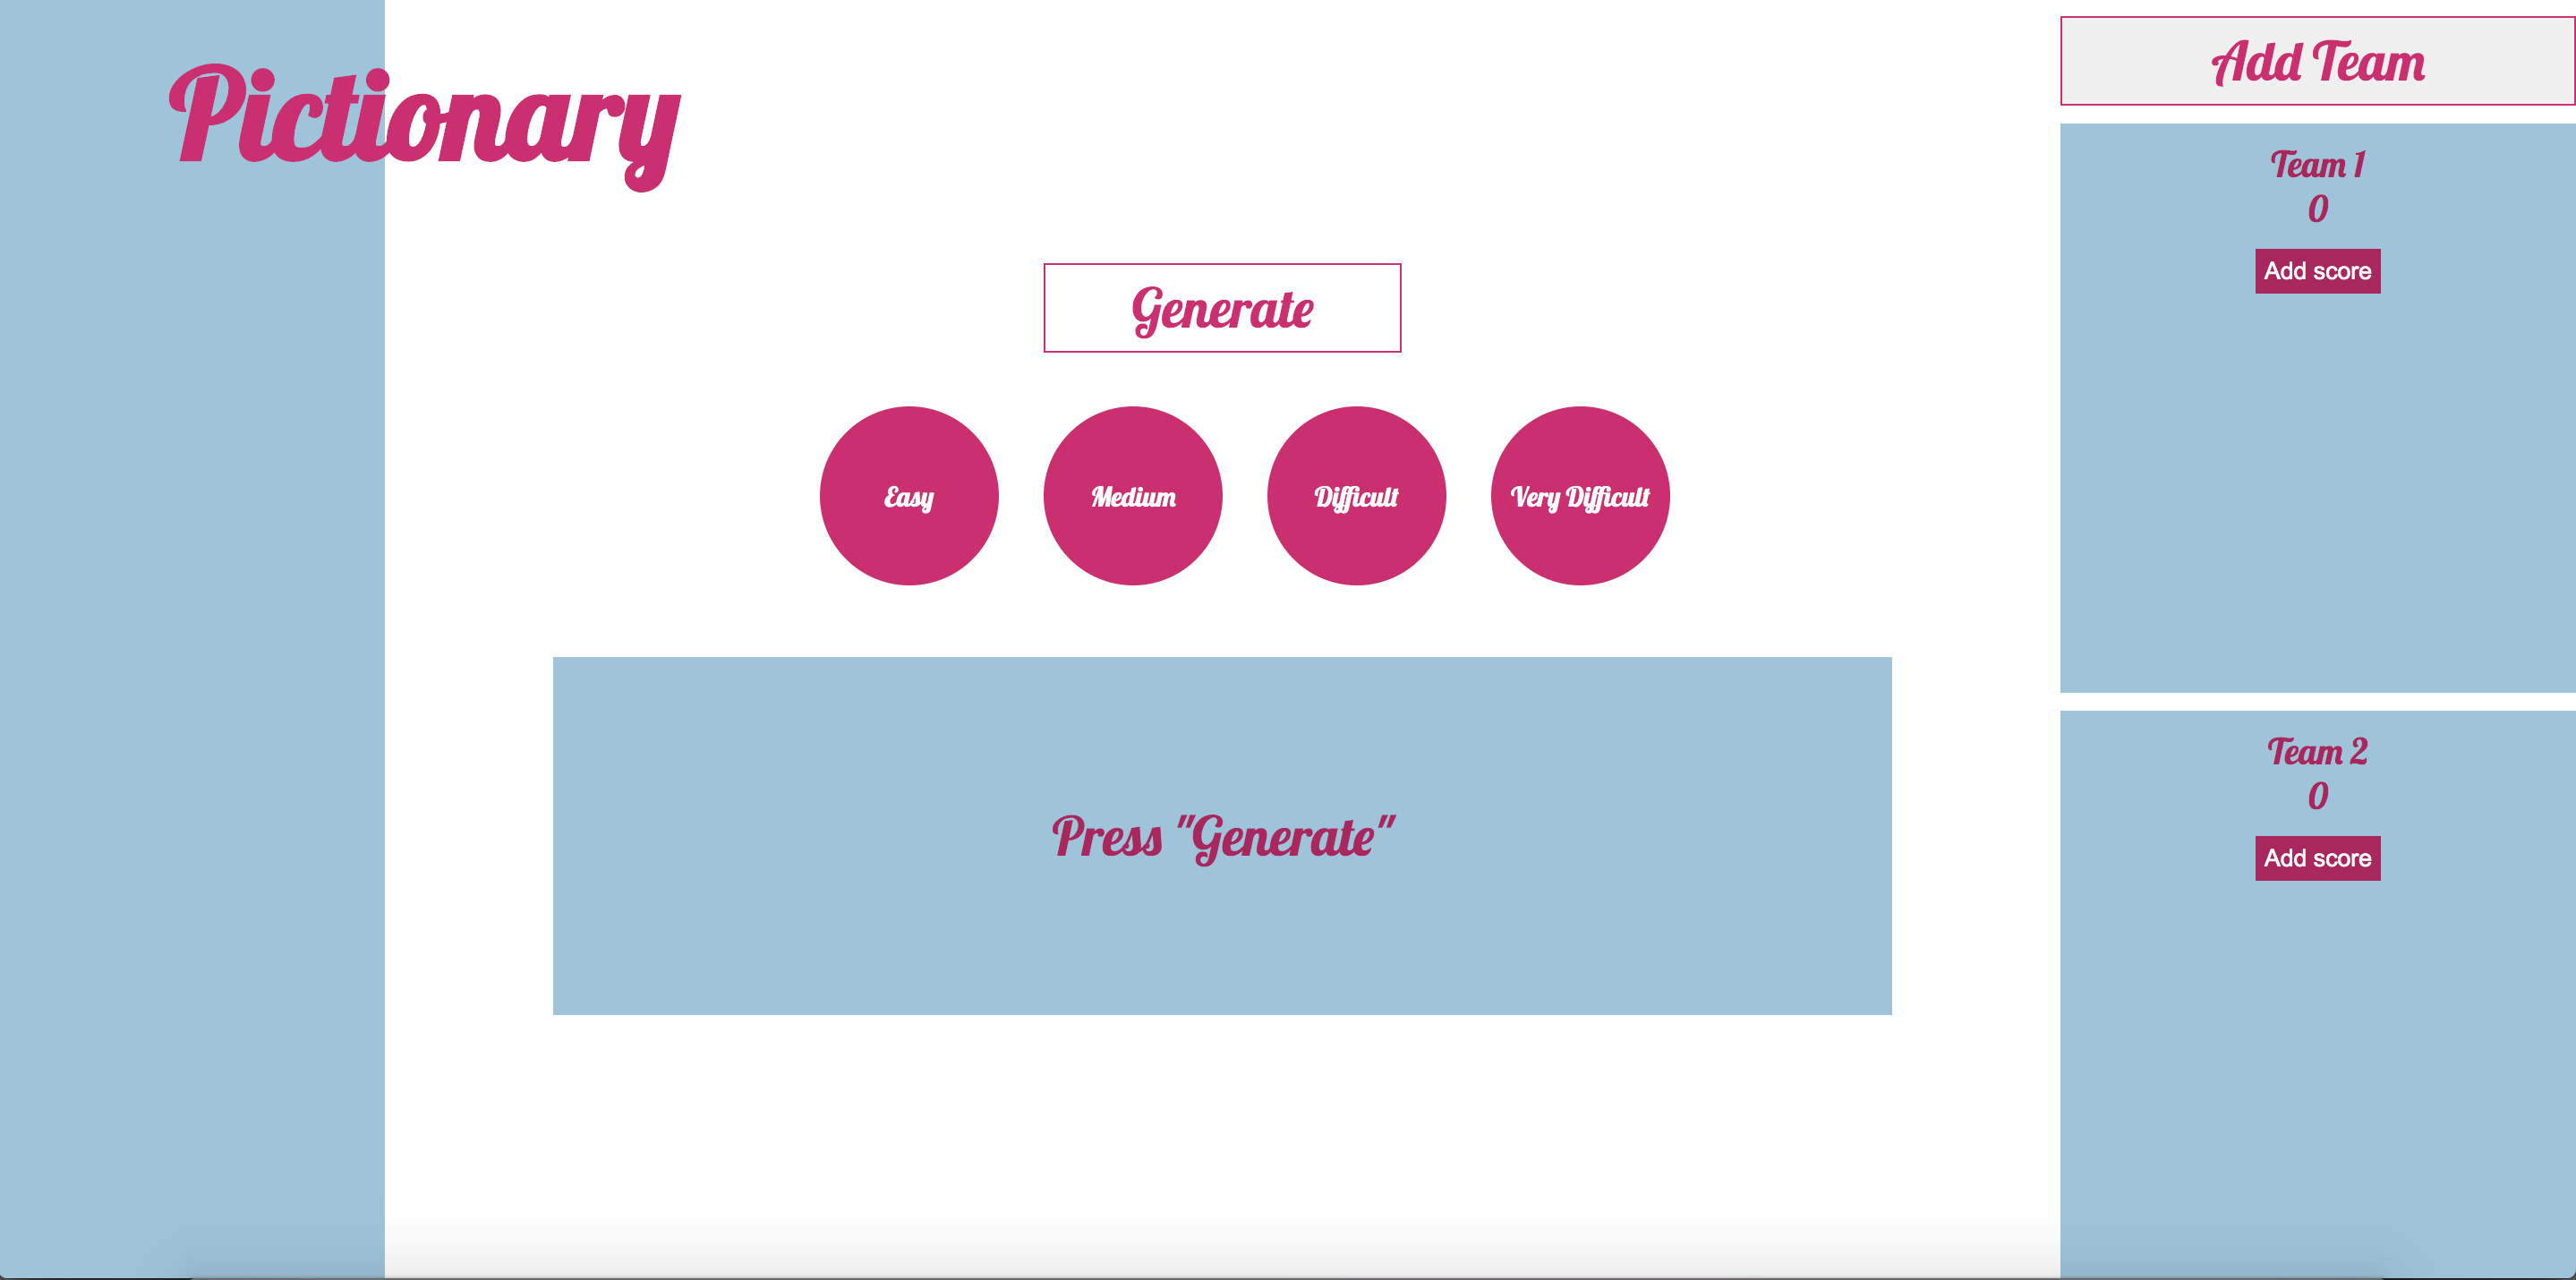 Pictionary
Generate
Easy
Medium
Difficult
Very Difficult
Press "Generate"
Add Team
Team 1
0
Add score
Team 2
0
Add score